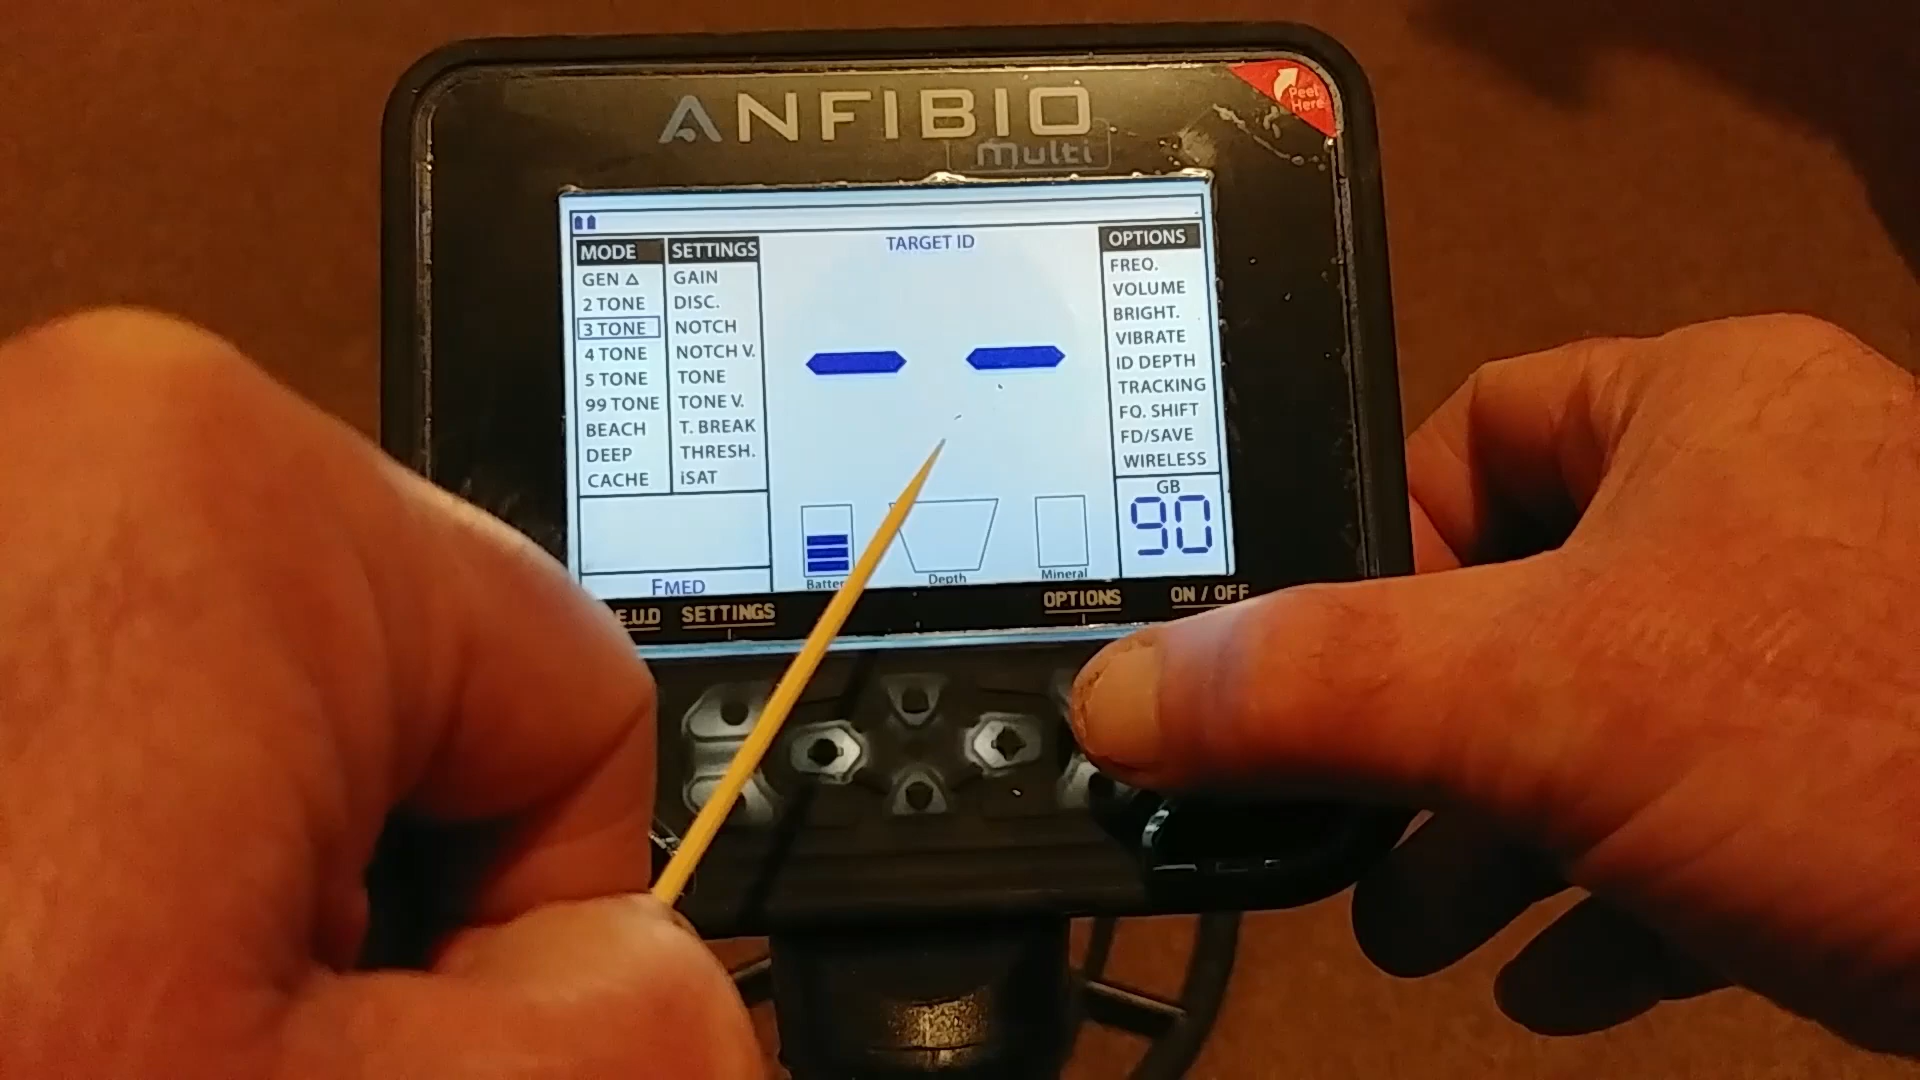 ANFIBIO
multi
Peel
Here
MODE
GEN
2 TONE
3 TONE
4 TONE
5 TONE
99 TONE
BEACH
DEEP
CACHE
SETTINGS
GAIN
DISC.
NOTCH
NOTCH V.
TONE
TONE V.
T. BREAK
THRESH.
iSAT
TARGET ID
- -
OPTIONS
FREQ.
VOLUME
BRIGHT.
VIBRATE
ID DEPTH
TRACKING
FQ. SHIFT
FD/SAVE
WIRELESS
GB
90
FMED
Depth
Mineral
E.U.D
SETTINGS
OPTIONS
ON / OFF